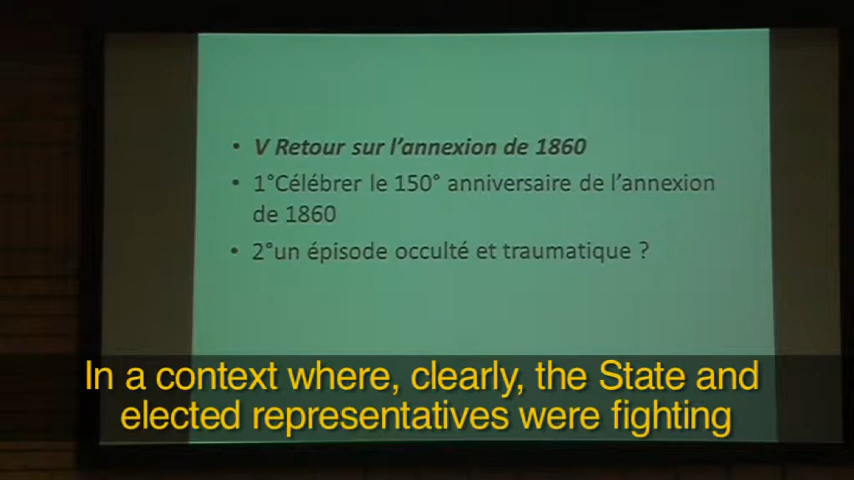 • V Retour sur l'annexion de 1860
• 1°Célébrer le 150° anniversaire de l'annexion
de 1860
• 2°un épisode occulté et traumatique ?
In a context where, clearly, the State and
elected representatives were fighting